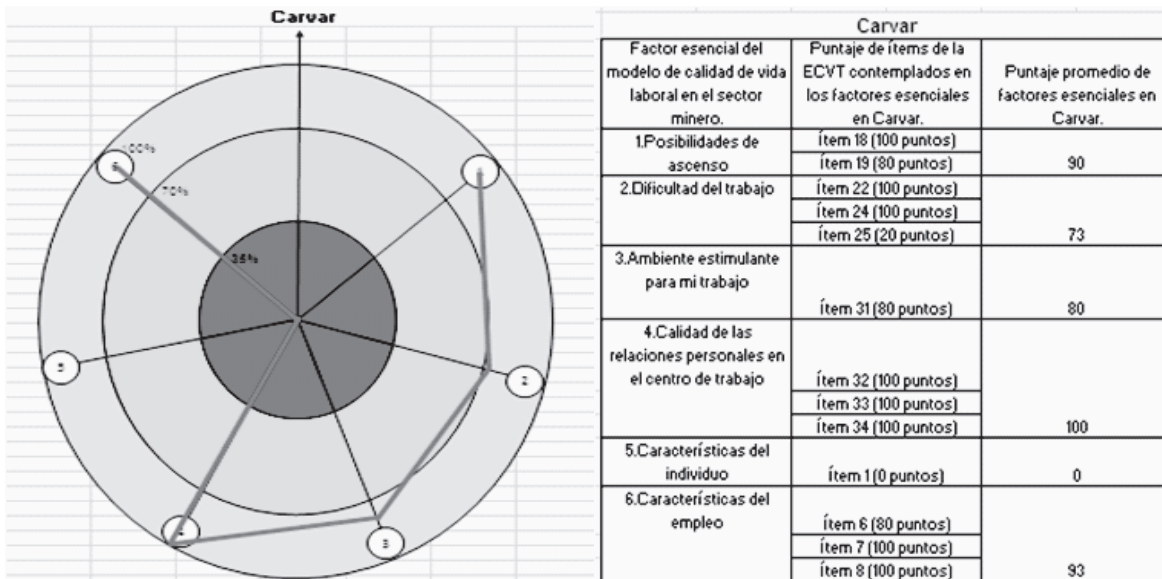 Carvar
100%
70%
35%
6
1
5
2
4
3
Carvar
Factor esencial del
modelo de calidad de vida
laboral en el sector
minero.
Puntaje de ítems de la
ECVT contemplados en
los factores esenciales
en Carvar.
Puntaje promedio de
factores esenciales en
Carvar.
1.Posibilidades de
ascenso
Ítem 18 (100 puntos)
Ítem 19 (80 puntos)
90
2.Dificultad del trabajo
Ítem 22 (100 puntos)
Ítem 24 (100 puntos)
Ítem 25 (20 puntos)
73
3.Ambiente estimulante
para mi trabajo
Ítem 31 (80 puntos)
80
4.Calidad de las
relaciones personales en
el centro de trabajo
Ítem 32 (100 puntos)
Ítem 33 (100 puntos)
Ítem 34 (100 puntos)
100
5.Características del
individuo
Ítem 1 (0 puntos)
0
6.Características del
empleo
Ítem 6 (80 puntos)
Ítem 7 (100 puntos)
Ítem 8 (100 puntos)
93